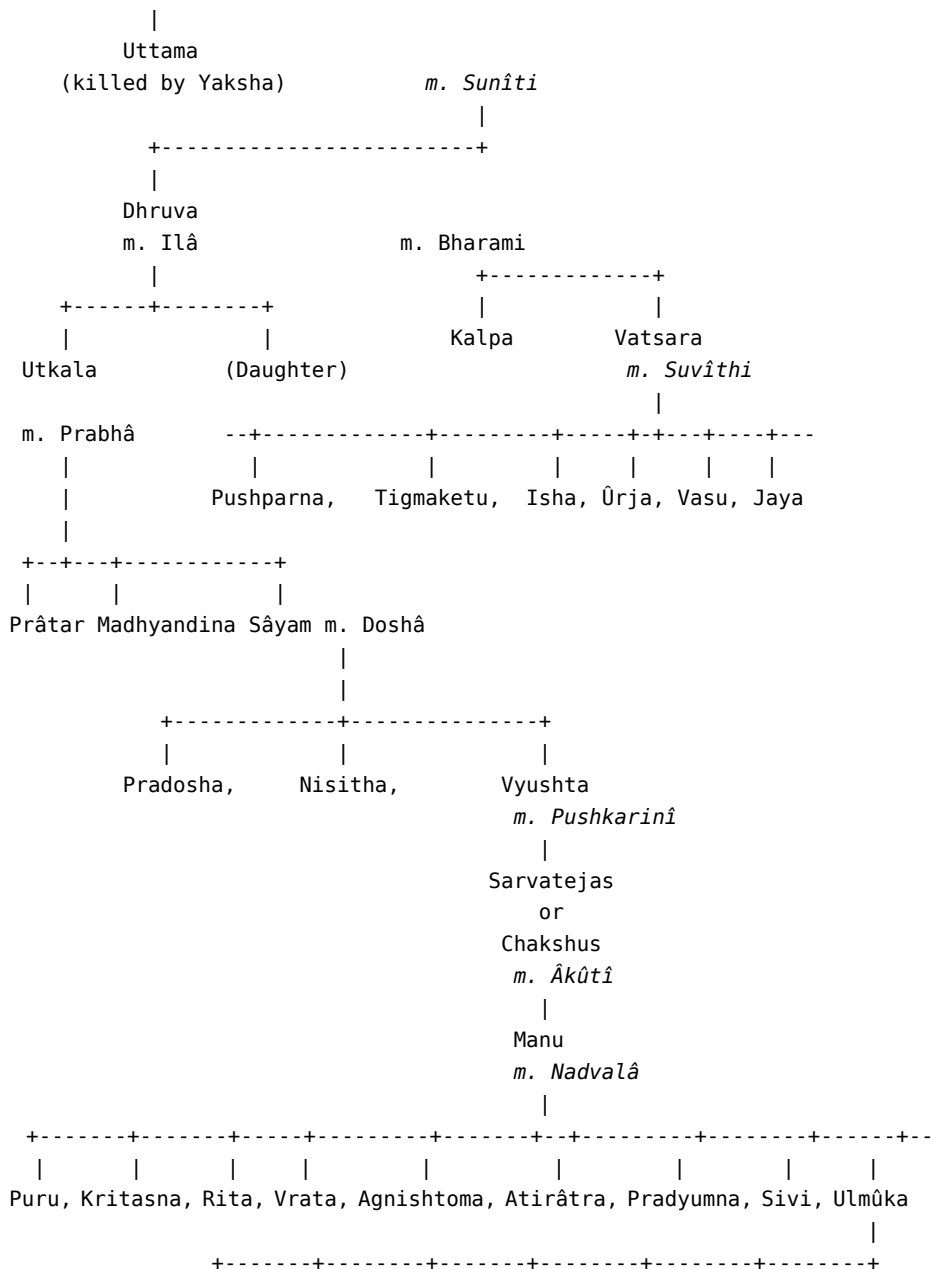 Uttama
(killed by Yaksha) m. Sunîti
Dhruva
m. Ilâ m. Bharami
Kalpa Vatsara
Utkala (Daughter) m. Suvîthi
m. Prabhâ
Pushparna, Tigmaketu, Isha, Ûrja, Vasu, Jaya
Prâtar Madhyandina Sâyam m. Doshâ
Pradosha, Nisitha, Vyushta
m. Pushkarinî
Sarvatejas
or
Chakshus
m. Âkûtî
Manu
m. Nadvalâ
Puru, Kritasna, Rita, Vrata, Agnishtoma, Atirâtra, Pradyumna, Sivi, Ulmûka